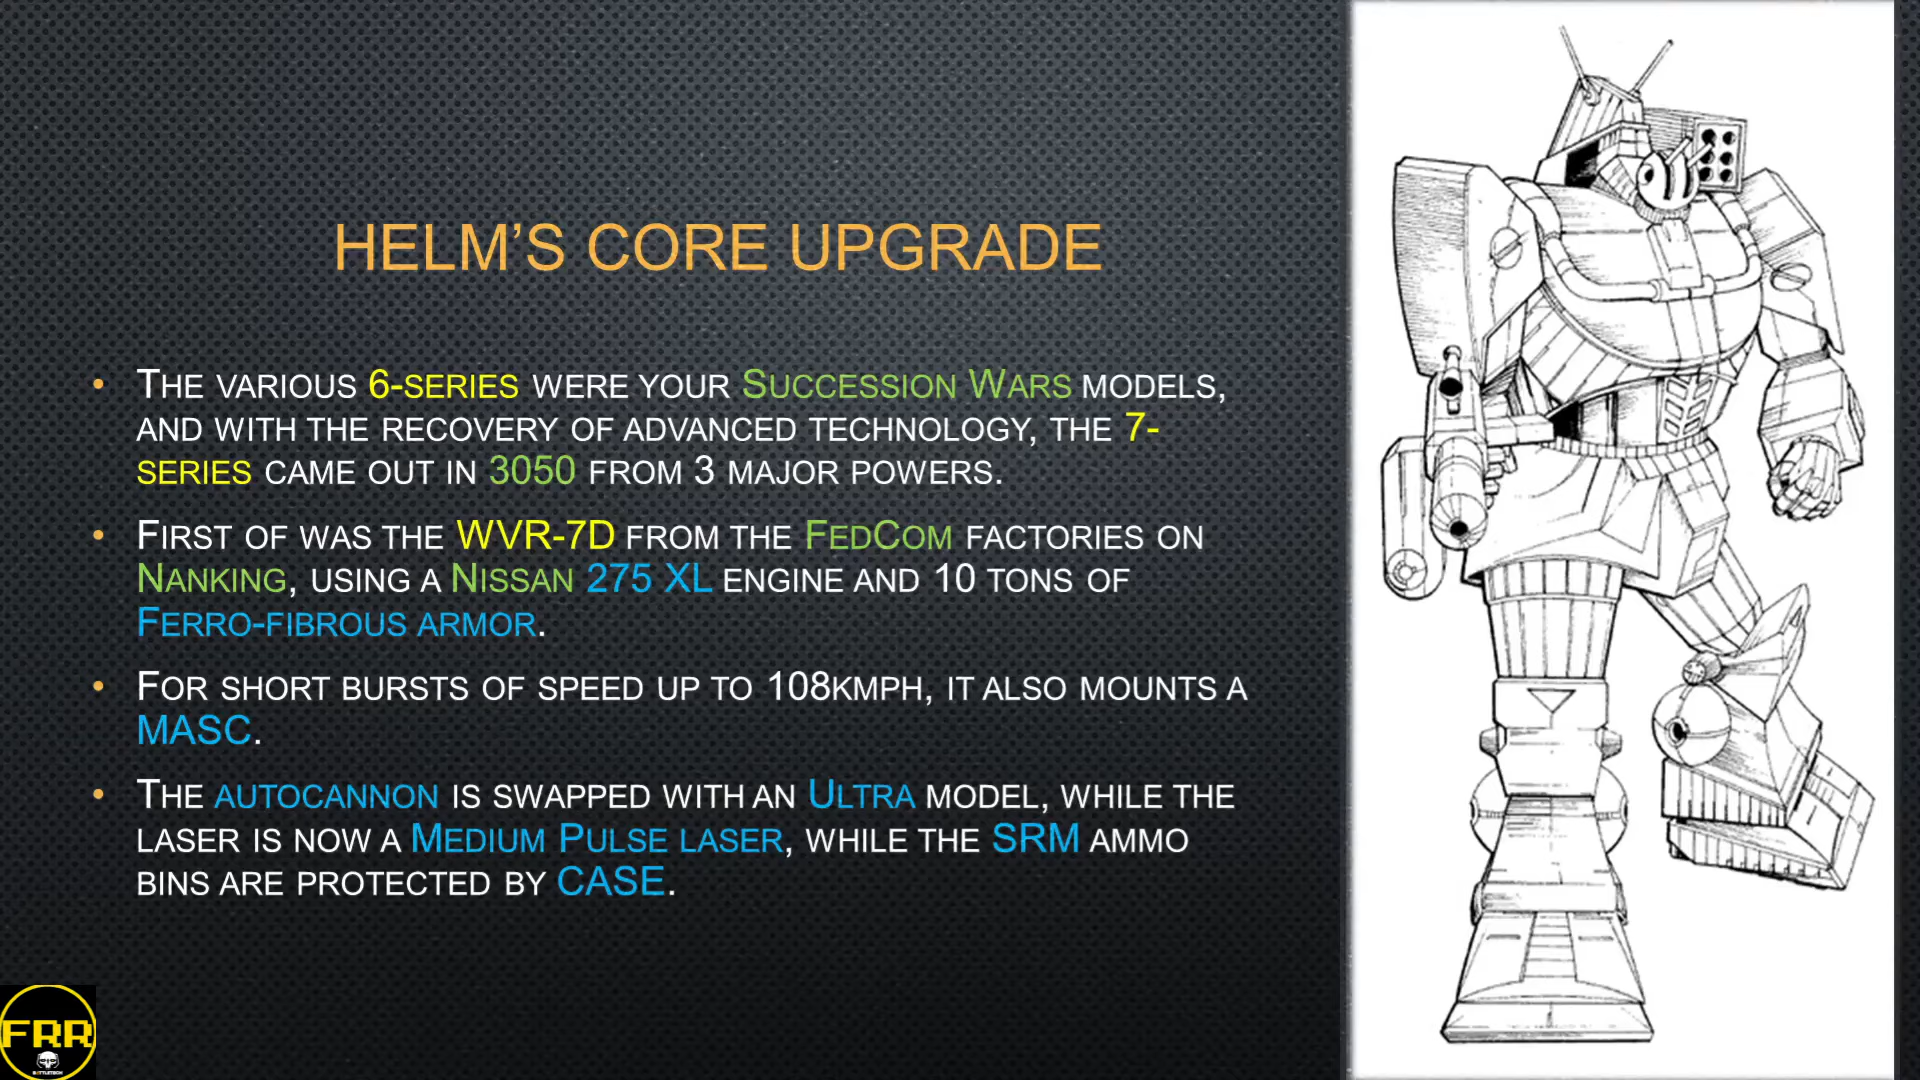 HELM’S CORE UPGRADE
• THE VARIOUS 6-SERIES WERE YOUR SUCCESSION WARS MODELS,
AND WITH THE RECOVERY OF ADVANCED TECHNOLOGY, THE 7-
SERIES CAME OUT IN 3050 FROM 3 MAJOR POWERS.
• FIRST OF WAS THE WVR-7D FROM THE FEDCOM FACTORIES ON
NANKING, USING A NISSAN 275 XL ENGINE AND 10 TONS OF
FERRO-FIBROUS ARMOR.
• FOR SHORT BURSTS OF SPEED UP TO 108KMPH, IT ALSO MOUNTS A
MASC.
• THE AUTOCANNON IS SWAPPED WITH AN ULTRA MODEL, WHILE THE
LASER IS NOW A MEDIUM PULSE LASER, WHILE THE SRM AMMO
BINS ARE PROTECTED BY CASE.
FRR
BATTLETECH